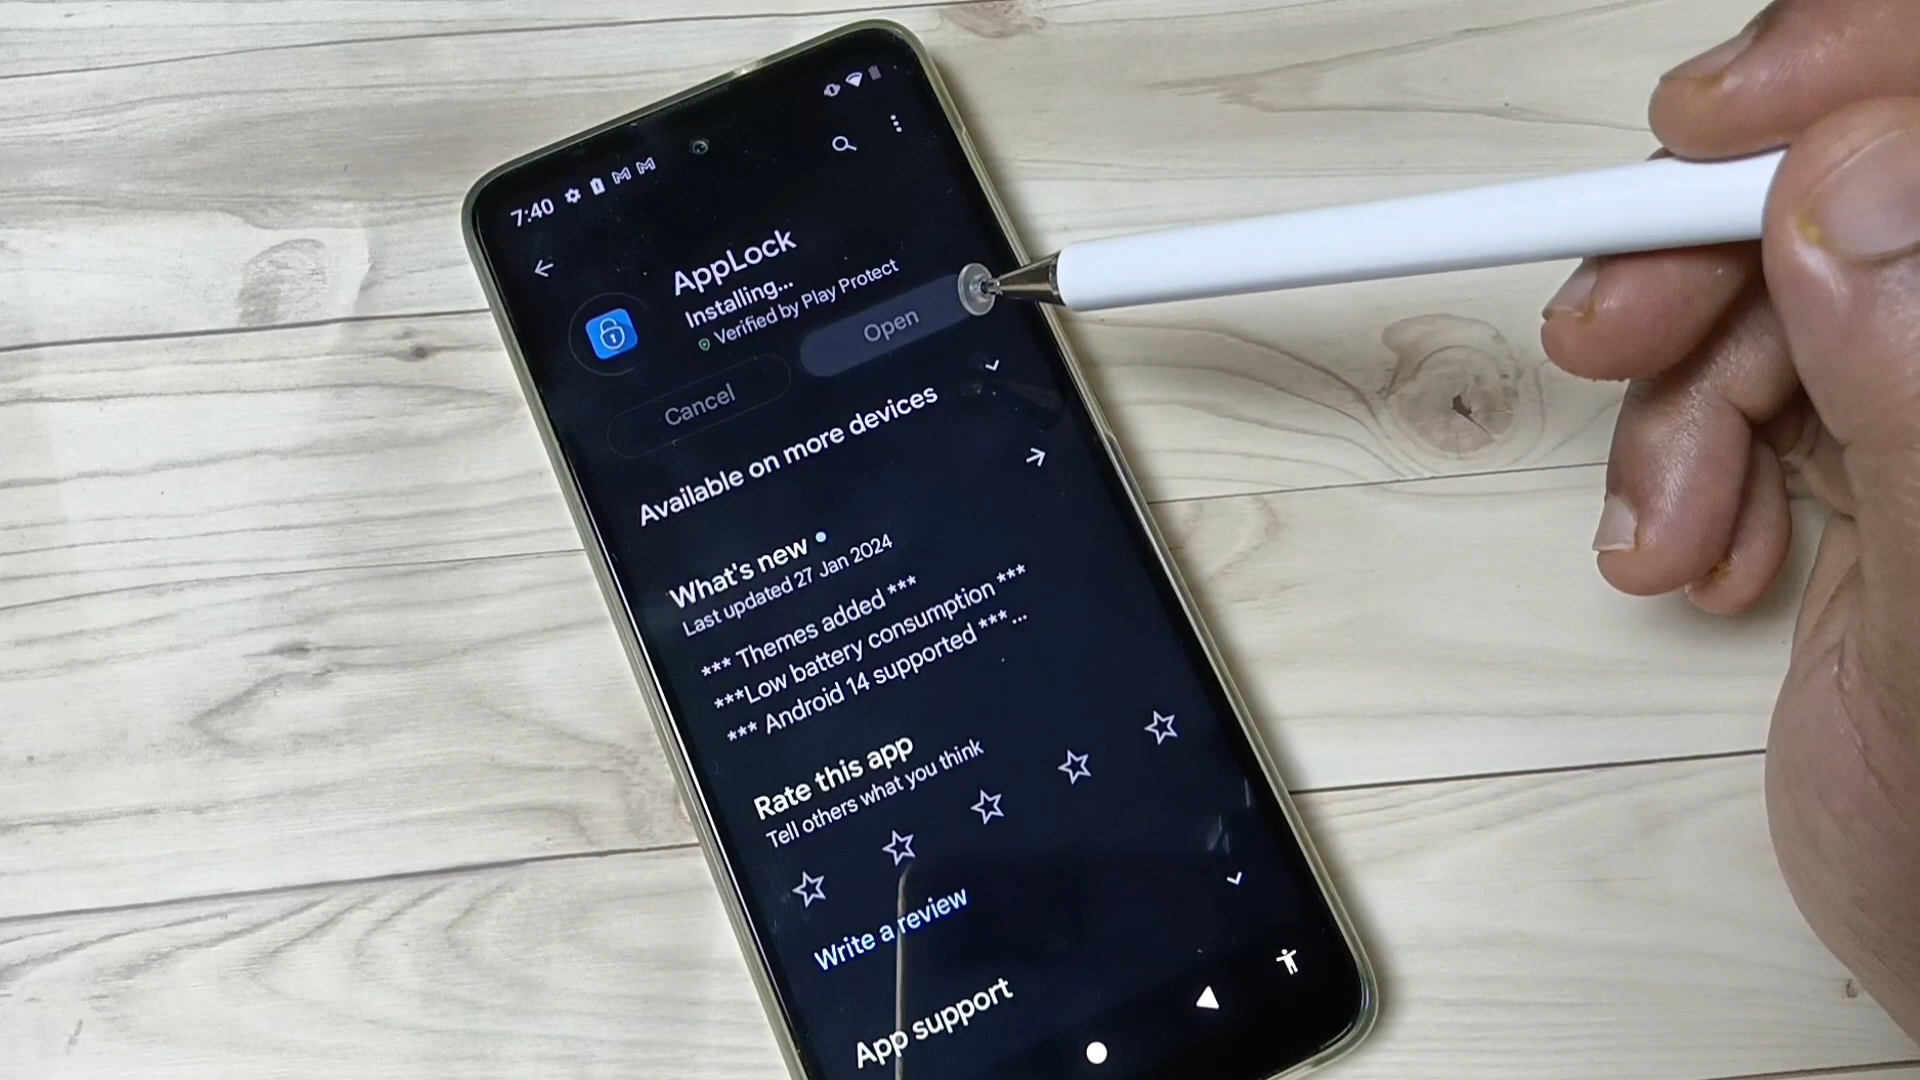 7:40
AppLock
Installing...
Verified by Play Protect
Cancel
Open
Available on more devices
What's new
Last updated 27 Jan 2024
*** Themes added ***
***Low battery consumption ***
*** Android 14 supported ***...
Rate this app
Tell others what you think
Write a review
App support